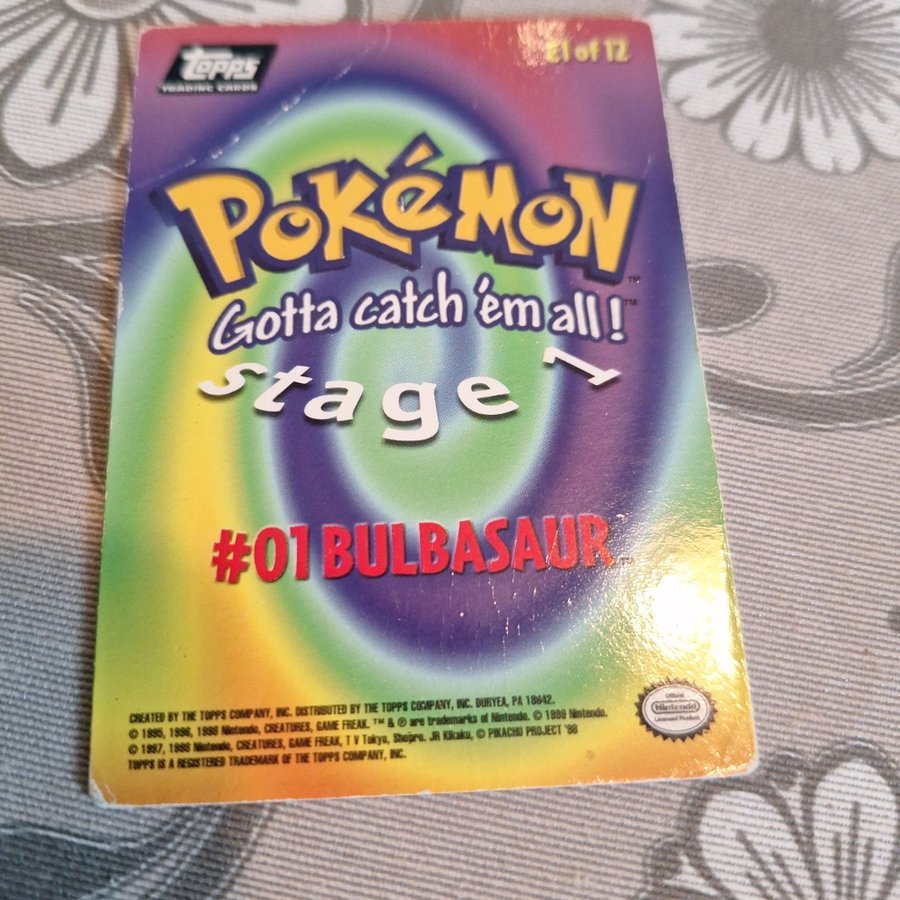 Topps
TRADING CARDS
E1 of 12
POKéMON™
Gotta catch 'em all!™
stage 1
#01 BULBASAUR™
CREATED BY THE TOPPS COMPANY, INC. DISTRIBUTED BY THE TOPPS COMPANY, INC. DURYEA, PA 18642.
© 1995, 1996, 1998 Nintendo, CREATURES, GAME FREAK. ™ & ® are trademarks of Nintendo. © 1999 Nintendo.
© 1997, 1998 Nintendo, CREATURES, GAME FREAK, T V Tokyo, Shopro, JR Kikaku, © PIKACHU PROJECT '98
TOPPS IS A REGISTERED TRADEMARK OF THE TOPPS COMPANY, INC.
Official
Nintendo
Licensed Product